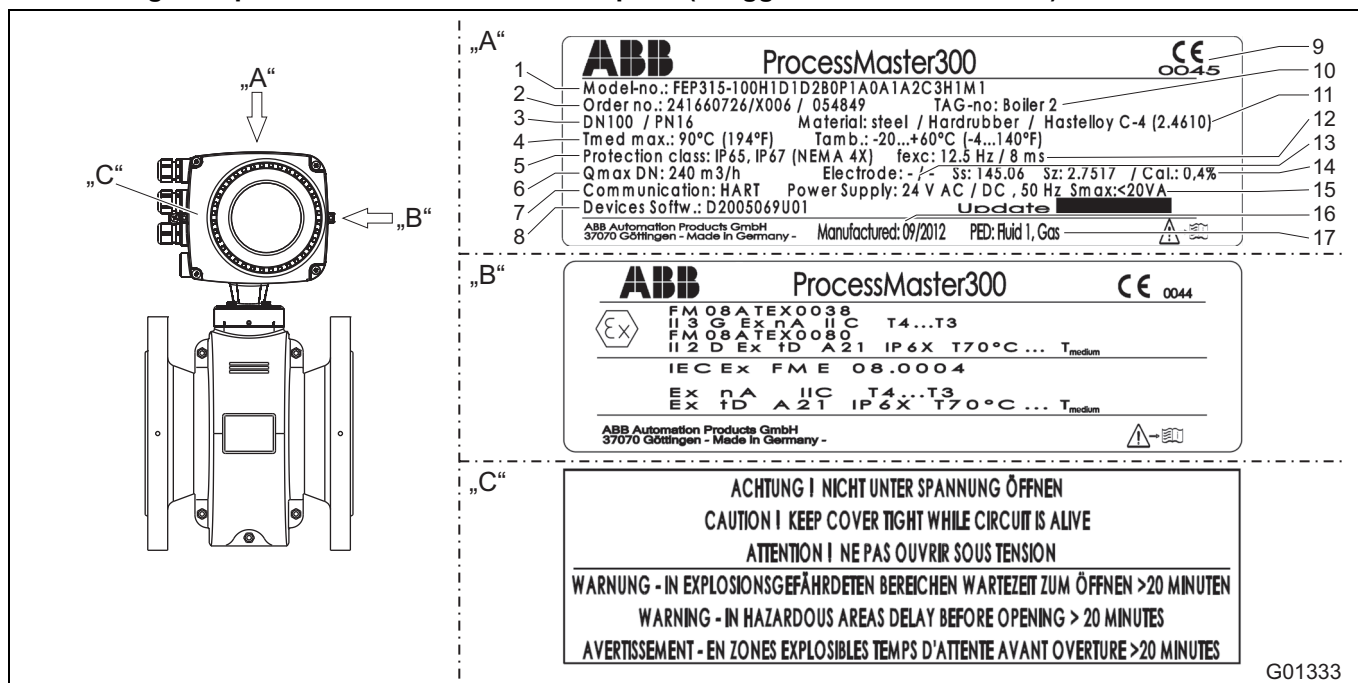 „A“
„C“
„B“
„A“
ABB ProcessMaster300 CE
0045
Model-no.: FEP315-100H1D1D2B0P1A0A1A2C3H1M1
Order no.: 241660726/X006 / 054849 TAG-no: Boiler 2
DN100 / PN16 Material: steel / Hardrubber / Hastelloy C-4 (2.4610)
Tmed max.: 90°C (194°F) Tamb.: -20...+60°C (-4...140°F)
Protection class: IP65, IP67 (NEMA 4X) fexc: 12.5 Hz / 8 ms
Qmax DN: 240 m3/h Electrode: - / - Ss: 145.06 Sz: 2.7517 / Cal.: 0,4%
Communication: HART Power Supply: 24 V AC / DC , 50 Hz Smax:<20VA
Devices Softw.: D2005069U01 Update
ABB Automation Products GmbH
37070 Göttingen - Made in Germany - Manufactured: 09/2012 PED: Fluid 1, Gas
1
2
3
4
5
6
7
8
9
10
11
12
13
14
15
16
17
„B“
ABB ProcessMaster300 CE 0044
Ex
FM 08 ATEX0038
II 3 G Ex nA IIC T4...T3
FM 08 ATEX0080
II 2 D Ex tD A21 IP6X T70°C ... Tmedium
IEC Ex FME 08.0004
Ex nA IIC T4...T3
Ex tD A21 IP6X T70°C ... Tmedium
ABB Automation Products GmbH
37070 Göttingen - Made in Germany -
„C“
ACHTUNG ! NICHT UNTER SPANNUNG ÖFFNEN
CAUTION ! KEEP COVER TIGHT WHILE CIRCUIT IS ALIVE
ATTENTION ! NE PAS OUVRIR SOUS TENSION
WARNUNG - IN EXPLOSIONSGEFÄHRDETEN BEREICHEN WARTEZEIT ZUM ÖFFNEN >20 MINUTEN
WARNING - IN HAZARDOUS AREAS DELAY BEFORE OPENING > 20 MINUTES
AVERTISSEMENT - EN ZONES EXPLOSIBLES TEMPS D'ATTENTE AVANT OVERTURE >20 MINUTES
G01333